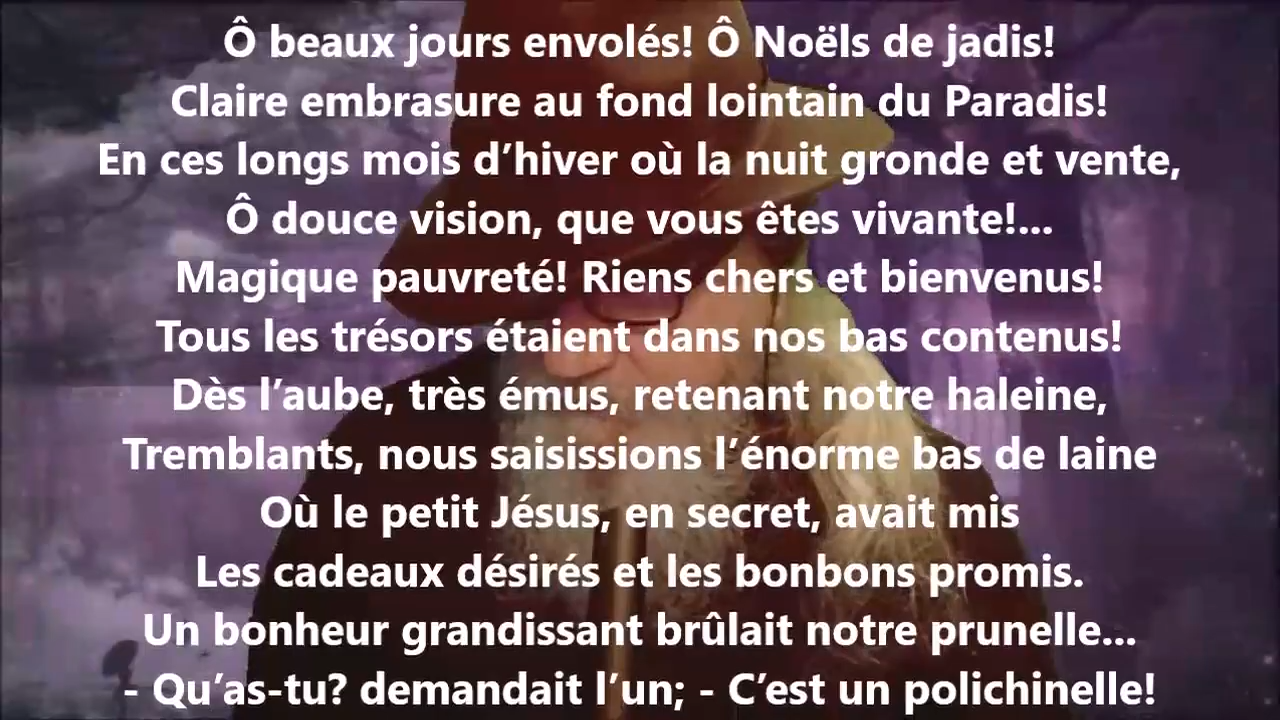 Ô beaux jours envolés! Ô Noëls de jadis!
Claire embrasure au fond lointain du Paradis!
En ces longs mois d’hiver où la nuit gronde et vente,
Ô douce vision, que vous êtes vivante!...
Magique pauvreté! Riens chers et bienvenus!
Tous les trésors étaient dans nos bas contenus!
Dès l’aube, très émus, retenant notre haleine,
Tremblants, nous saisissions l’énorme bas de laine
Où le petit Jésus, en secret, avait mis
Les cadeaux désirés et les bonbons promis.
Un bonheur grandissant brûlait notre prunelle...
- Qu’as-tu? demandait l’un; - C’est un polichinelle!